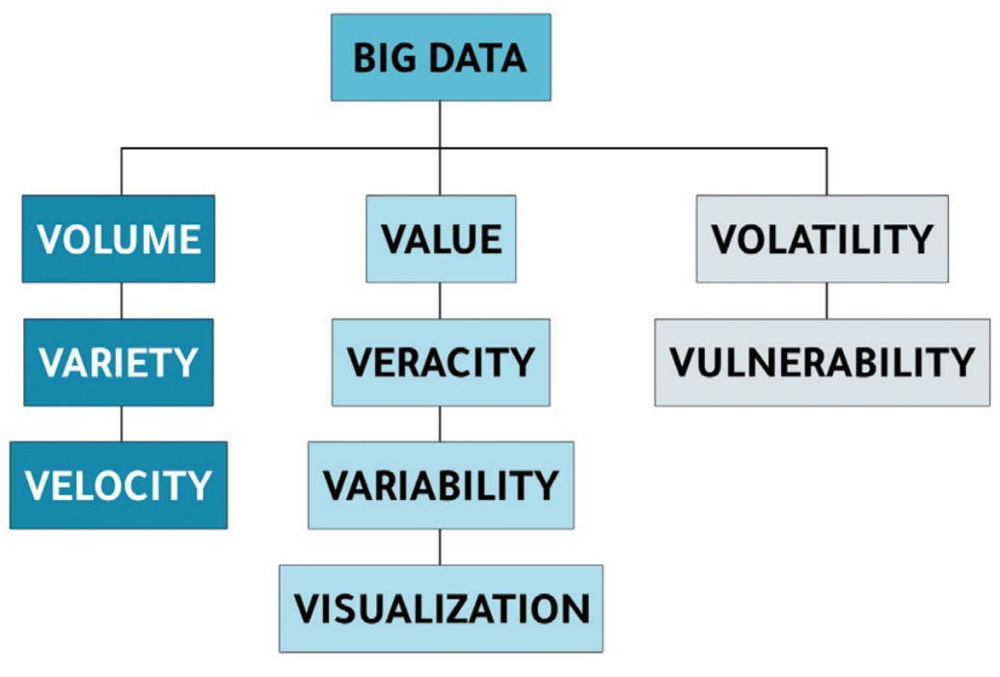 BIG DATA
VOLUME
VALUE
VOLATILITY
VARIETY
VERACITY
VULNERABILITY
VELOCITY
VARIABILITY
VISUALIZATION